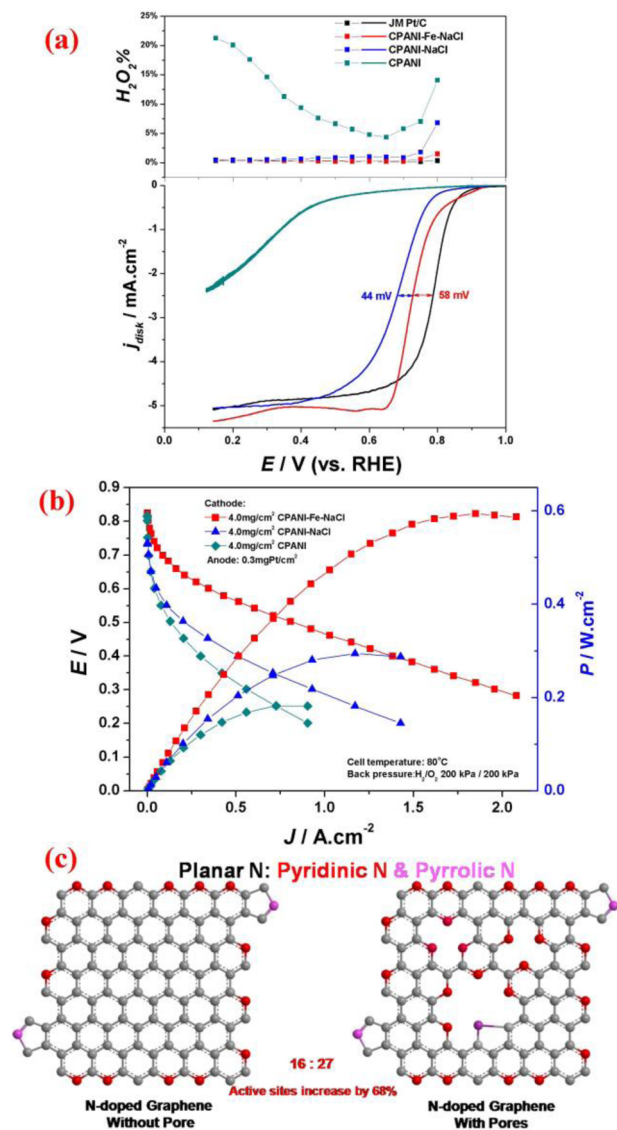 (a)
H2O2%
25%
20%
15%
10%
5%
0%
JM Pt/C
CPANI-Fe-NaCl
CPANI-NaCl
CPANI
jdisk / mA.cm-2
0
-1
-2
-3
-4
-5
44 mV
58 mV
0.0 0.2 0.4 0.6 0.8 1.0
E / V (vs. RHE)
(b)
E / V
0.9
0.8
0.7
0.6
0.5
0.4
0.3
0.2
0.1
0.0
Cathode:
4.0mg/cm2 CPANI-Fe-NaCl
4.0mg/cm2 CPANI-NaCl
4.0mg/cm2 CPANI
Anode: 0.3mgPt/cm2
Cell temperature: 80°C
Back pressure:H2/O2 200 kPa / 200 kPa
0.6
0.4
0.2
0.0
P / W.cm-2
0.0 0.5 1.0 1.5 2.0
J / A.cm-2
(c)
Planar N: Pyridinic N & Pyrrolic N
16 : 27
Active sites increase by 68%
N-doped Graphene
Without Pore
N-doped Graphene
With Pores